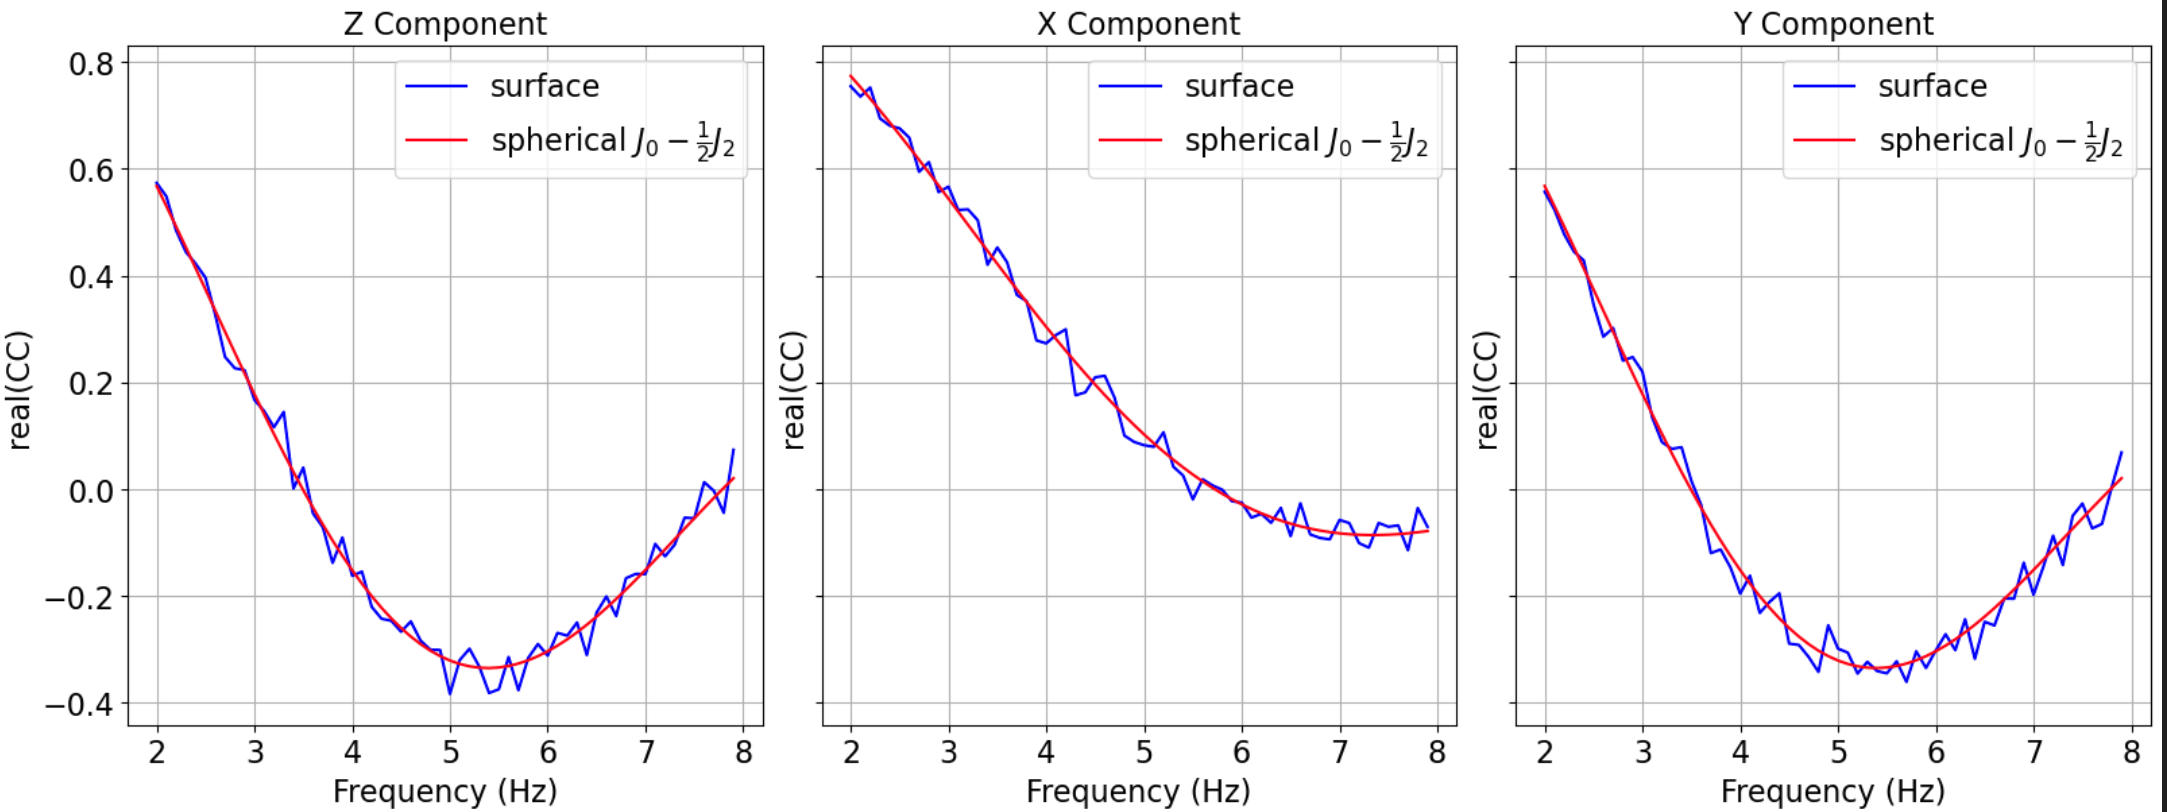 Z Component
0.8
0.6
0.4
0.2
0.0
−0.2
−0.4
real(CC)
surface
spherical J₀ − ½J₂
2 3 4 5 6 7 8
Frequency (Hz)
X Component
real(CC)
surface
spherical J₀ − ½J₂
2 3 4 5 6 7 8
Frequency (Hz)
Y Component
real(CC)
surface
spherical J₀ − ½J₂
2 3 4 5 6 7 8
Frequency (Hz)